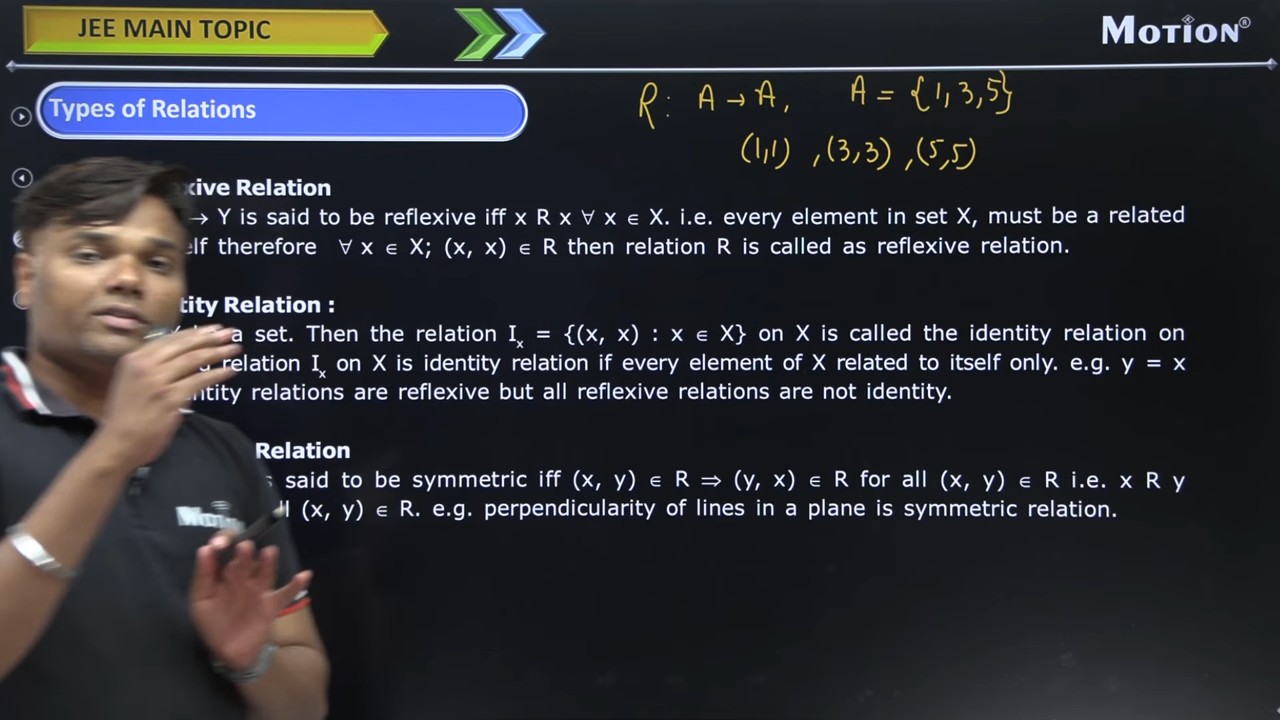 JEE MAIN TOPIC
MOTION®
Types of Relations
R: A → A, A = {1, 3, 5}
(1,1) , (3,3) , (5,5)
xive Relation
→ Y is said to be reflexive iff x R x ∀ x ∈ X. i.e. every element in set X, must be a related
elf therefore ∀ x ∈ X; (x, x) ∈ R then relation R is called as reflexive relation.
tity Relation :
a set. Then the relation Iₓ = {(x, x) : x ∈ X} on X is called the identity relation on
relation Iₓ on X is identity relation if every element of X related to itself only. e.g. y = x
ntity relations are reflexive but all reflexive relations are not identity.
Relation
s said to be symmetric iff (x, y) ∈ R ⇒ (y, x) ∈ R for all (x, y) ∈ R i.e. x R y
ll (x, y) ∈ R. e.g. perpendicularity of lines in a plane is symmetric relation.
Motion